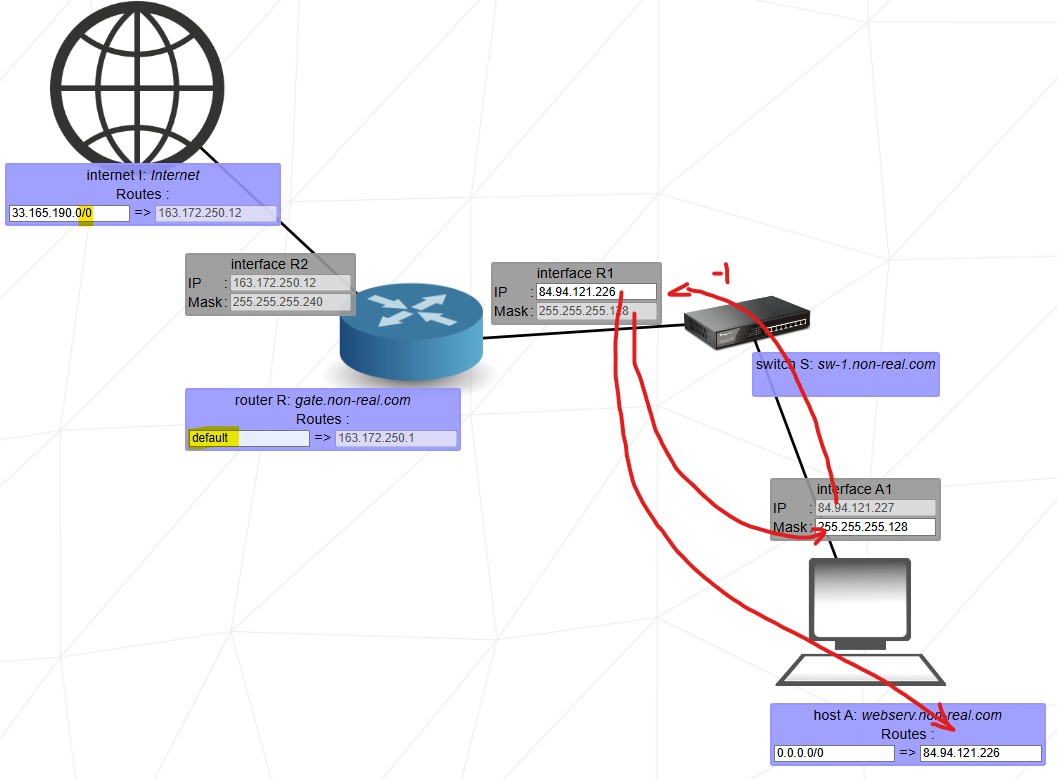 internet I: Internet
Routes :
33.165.190.0/0 => 163.172.250.12
interface R2
IP : 163.172.250.12
Mask : 255.255.255.240
interface R1
IP : 84.94.121.226
Mask : 255.255.255.128
-1
switch S: sw-1.non-real.com
router R: gate.non-real.com
Routes :
default => 163.172.250.1
interface A1
IP : 84.94.121.227
Mask : 255.255.255.128
host A: webserv.non-real.com
Routes :
0.0.0.0/0 => 84.94.121.226